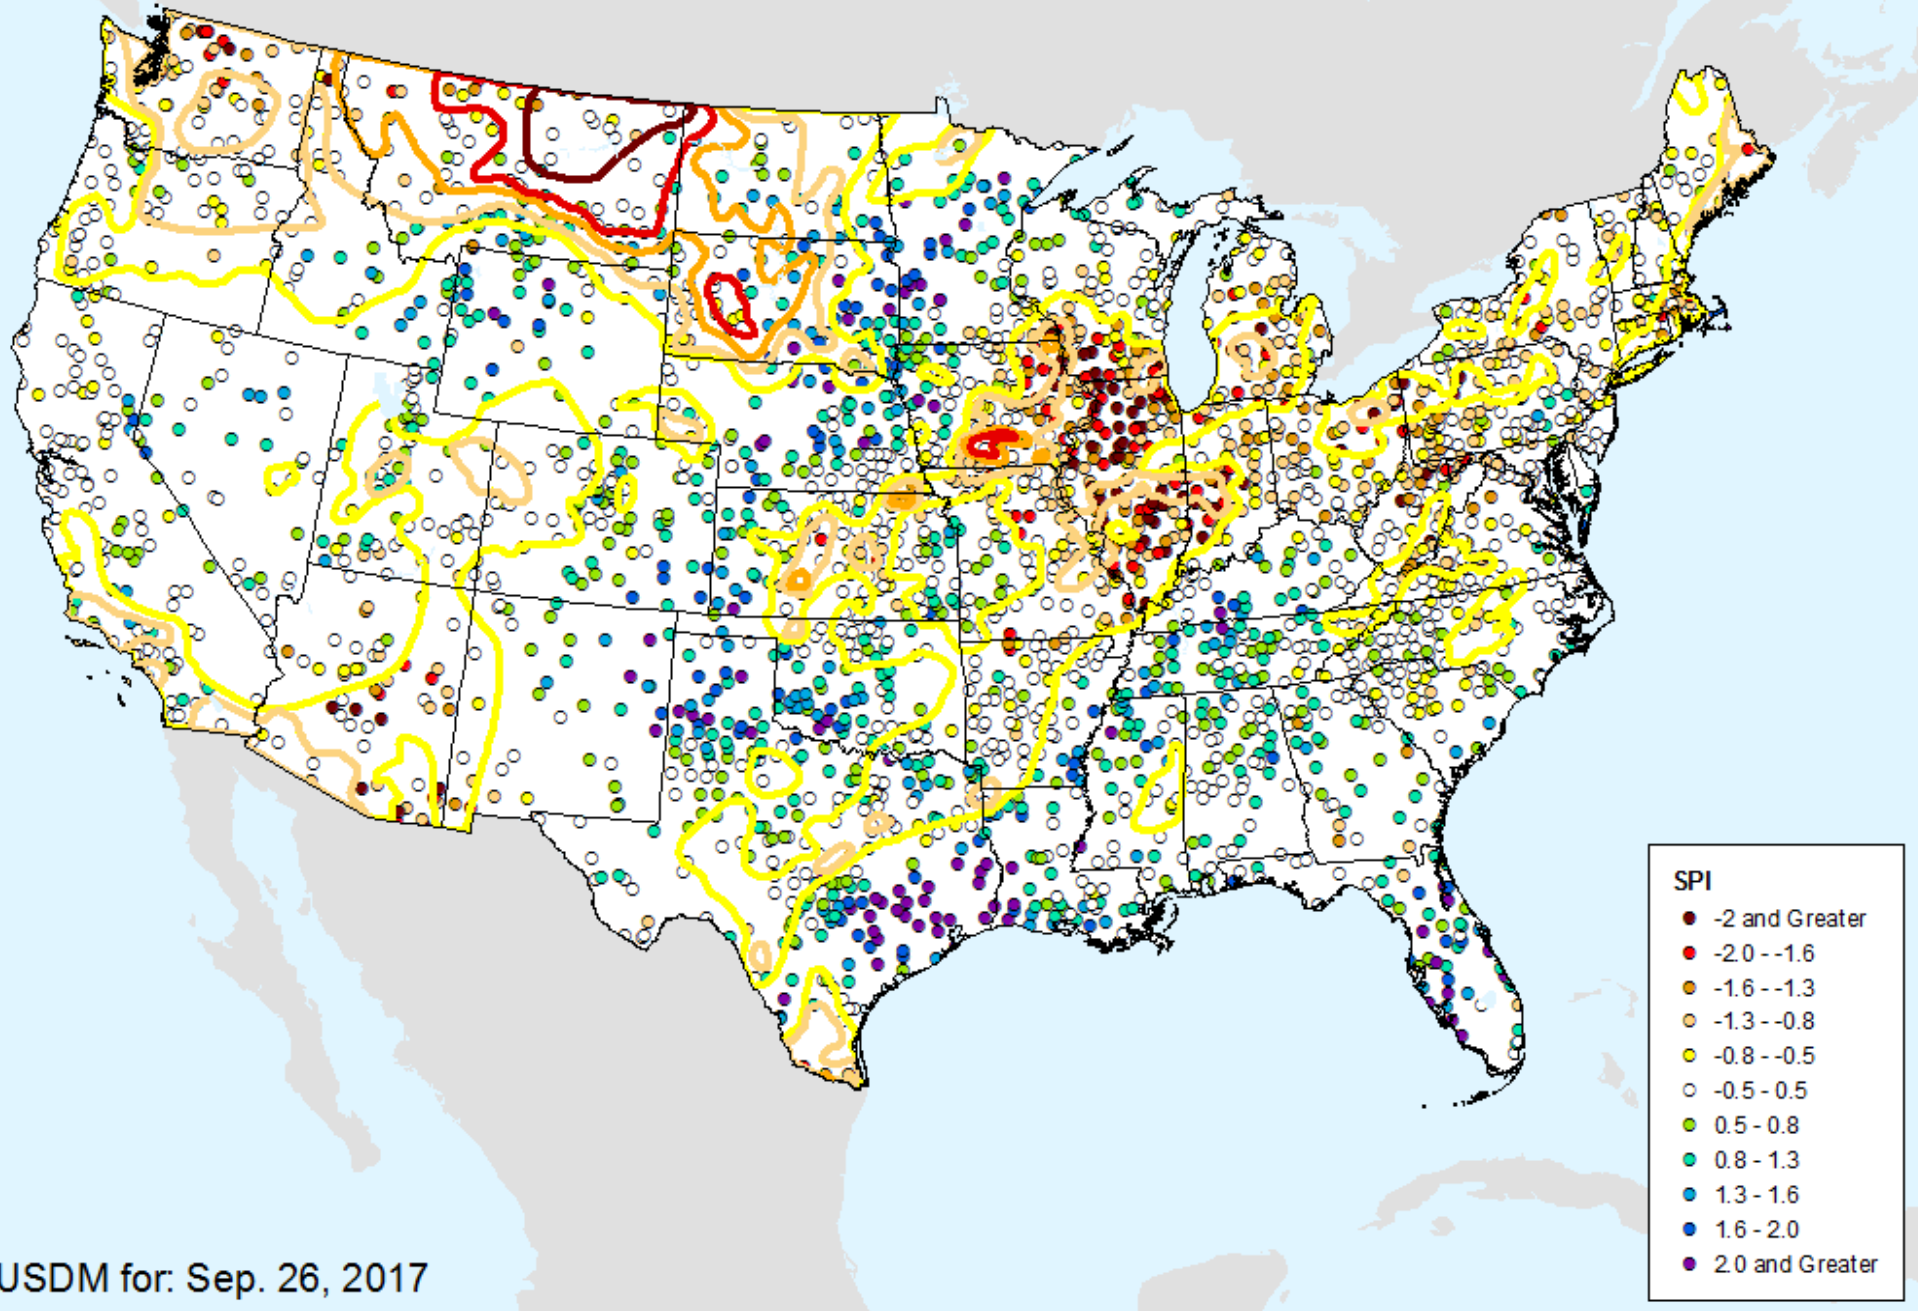 SPI
-2 and Greater
-2.0 - -1.6
-1.6 - -1.3
-1.3 - -0.8
-0.8 - -0.5
-0.5 - 0.5
0.5 - 0.8
0.8 - 1.3
1.3 - 1.6
1.6 - 2.0
2.0 and Greater
USDM for: Sep. 26, 2017